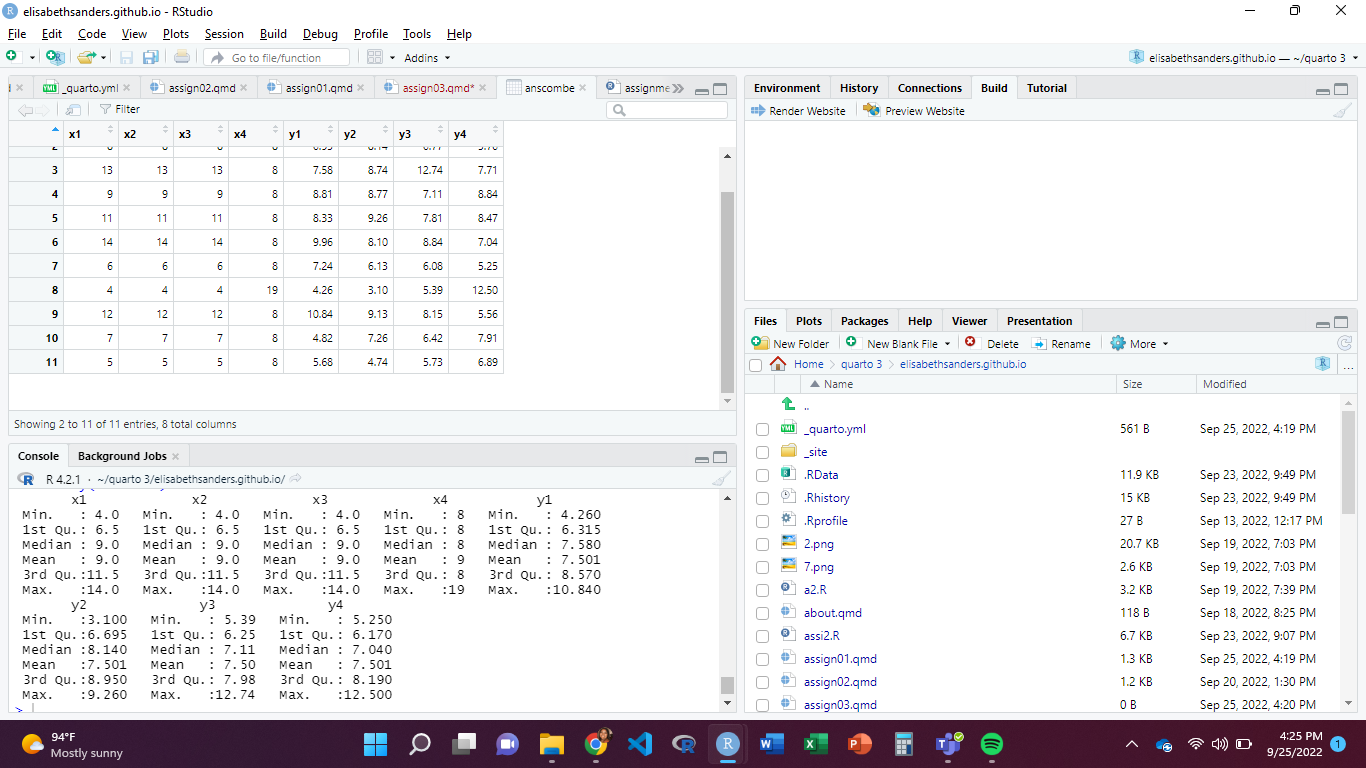 elisabethsanders.github.io - RStudio
File Edit Code View Plots Session Build Debug Profile Tools Help
Go to file/function Addins elisabethsanders.github.io — ~/quarto 3
_quarto.yml assign02.qmd assign01.qmd assign03.qmd* anscombe assignme
Filter
x1 x2 x3 x4 y1 y2 y3 y4
3 13 13 13 8 7.58 8.74 12.74 7.71
4 9 9 9 8 8.81 8.77 7.11 8.84
5 11 11 11 8 8.33 9.26 7.81 8.47
6 14 14 14 8 9.96 8.10 8.84 7.04
7 6 6 6 8 7.24 6.13 6.08 5.25
8 4 4 4 19 4.26 3.10 5.39 12.50
9 12 12 12 8 10.84 9.13 8.15 5.56
10 7 7 7 8 4.82 7.26 6.42 7.91
11 5 5 5 8 5.68 4.74 5.73 6.89
Showing 2 to 11 of 11 entries, 8 total columns
Console Background Jobs
R 4.2.1 · ~/quarto 3/elisabethsanders.github.io/
x1 x2 x3 x4 y1
Min. : 4.0 Min. : 4.0 Min. : 4.0 Min. : 8 Min. : 4.260
1st Qu.: 6.5 1st Qu.: 6.5 1st Qu.: 6.5 1st Qu.: 8 1st Qu.: 6.315
Median : 9.0 Median : 9.0 Median : 9.0 Median : 8 Median : 7.580
Mean : 9.0 Mean : 9.0 Mean : 9.0 Mean : 9 Mean : 7.501
3rd Qu.:11.5 3rd Qu.:11.5 3rd Qu.:11.5 3rd Qu.: 8 3rd Qu.: 8.570
Max. :14.0 Max. :14.0 Max. :14.0 Max. :19 Max. :10.840
y2 y3 y4
Min. :3.100 Min. : 5.39 Min. : 5.250
1st Qu.:6.695 1st Qu.: 6.25 1st Qu.: 6.170
Median :8.140 Median : 7.11 Median : 7.040
Mean :7.501 Mean : 7.50 Mean : 7.501
3rd Qu.:8.950 3rd Qu.: 7.98 3rd Qu.: 8.190
Max. :9.260 Max. :12.74 Max. :12.500
>
Environment History Connections Build Tutorial
Render Website Preview Website
Files Plots Packages Help Viewer Presentation
New Folder New Blank File Delete Rename More
Home quarto 3 elisabethsanders.github.io ...
Name Size Modified
..
_quarto.yml 561 B Sep 25, 2022, 4:19 PM
_site
.RData 11.9 KB Sep 23, 2022, 9:49 PM
.Rhistory 15 KB Sep 23, 2022, 9:49 PM
.Rprofile 27 B Sep 13, 2022, 12:17 PM
2.png 20.7 KB Sep 19, 2022, 7:03 PM
7.png 2.6 KB Sep 19, 2022, 7:03 PM
a2.R 3.2 KB Sep 19, 2022, 7:39 PM
about.qmd 118 B Sep 18, 2022, 8:25 PM
assi2.R 6.7 KB Sep 23, 2022, 9:07 PM
assign01.qmd 1.3 KB Sep 25, 2022, 4:19 PM
assign02.qmd 1.2 KB Sep 20, 2022, 1:30 PM
assign03.qmd 0 B Sep 25, 2022, 4:20 PM
94°F
Mostly sunny
4:25 PM
9/25/2022
1